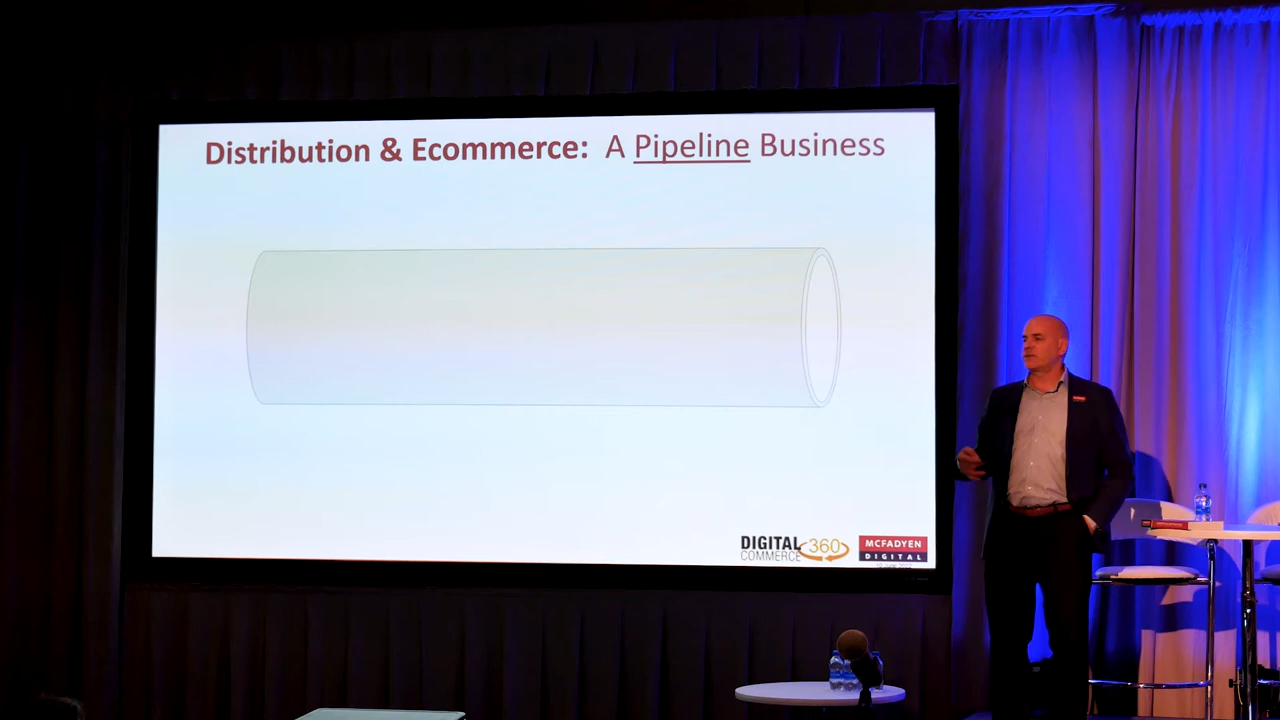 Distribution & Ecommerce: A Pipeline Business
DIGITAL
COMMERCE 360
MCFADYEN
DIGITAL